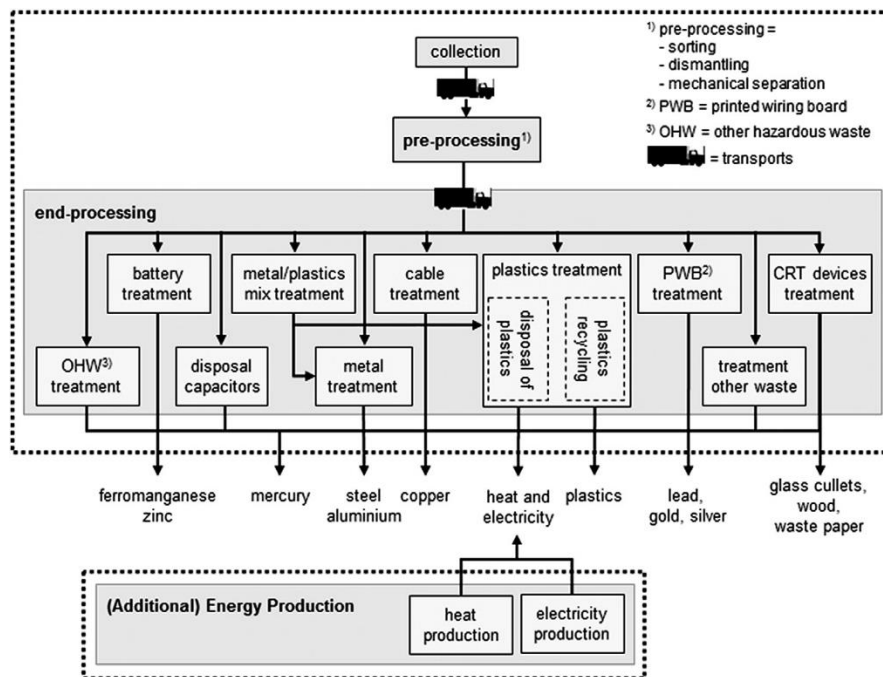 collection
1) pre-processing =
- sorting
- dismantling
- mechanical separation
2) PWB = printed wiring board
3) OHW = other hazardous waste
= transports
pre-processing1)
end-processing
battery
treatment
metal/plastics
mix treatment
cable
treatment
plastics treatment
disposal of
plastics
plastics
recycling
PWB2)
treatment
CRT devices
treatment
OHW3)
treatment
disposal
capacitors
metal
treatment
treatment
other waste
ferromanganese
zinc
mercury
steel
aluminium
copper
heat and
electricity
plastics
lead,
gold, silver
glass cullets,
wood,
waste paper
(Additional) Energy Production
heat
production
electricity
production